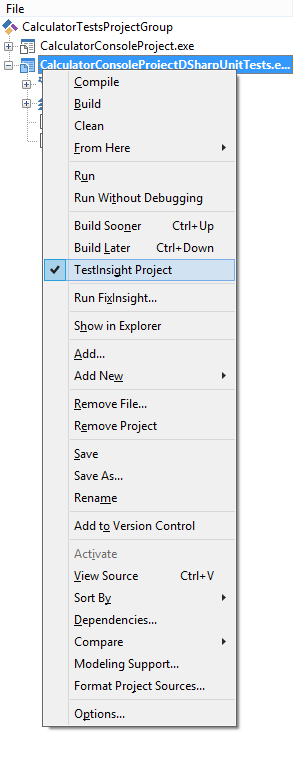 File
CalculatorTestsProjectGroup
CalculatorConsoleProject.exe
CalculatorConsoleProjectDSharpUnitTests.e...
Compile
Build
Clean
From Here
Run
Run Without Debugging
Build Sooner Ctrl+Up
Build Later Ctrl+Down
TestInsight Project
Run FixInsight...
Show in Explorer
Add...
Add New
Remove File...
Remove Project
Save
Save As...
Rename
Add to Version Control
Activate
View Source Ctrl+V
Sort By
Dependencies...
Compare
Modeling Support...
Format Project Sources...
Options...